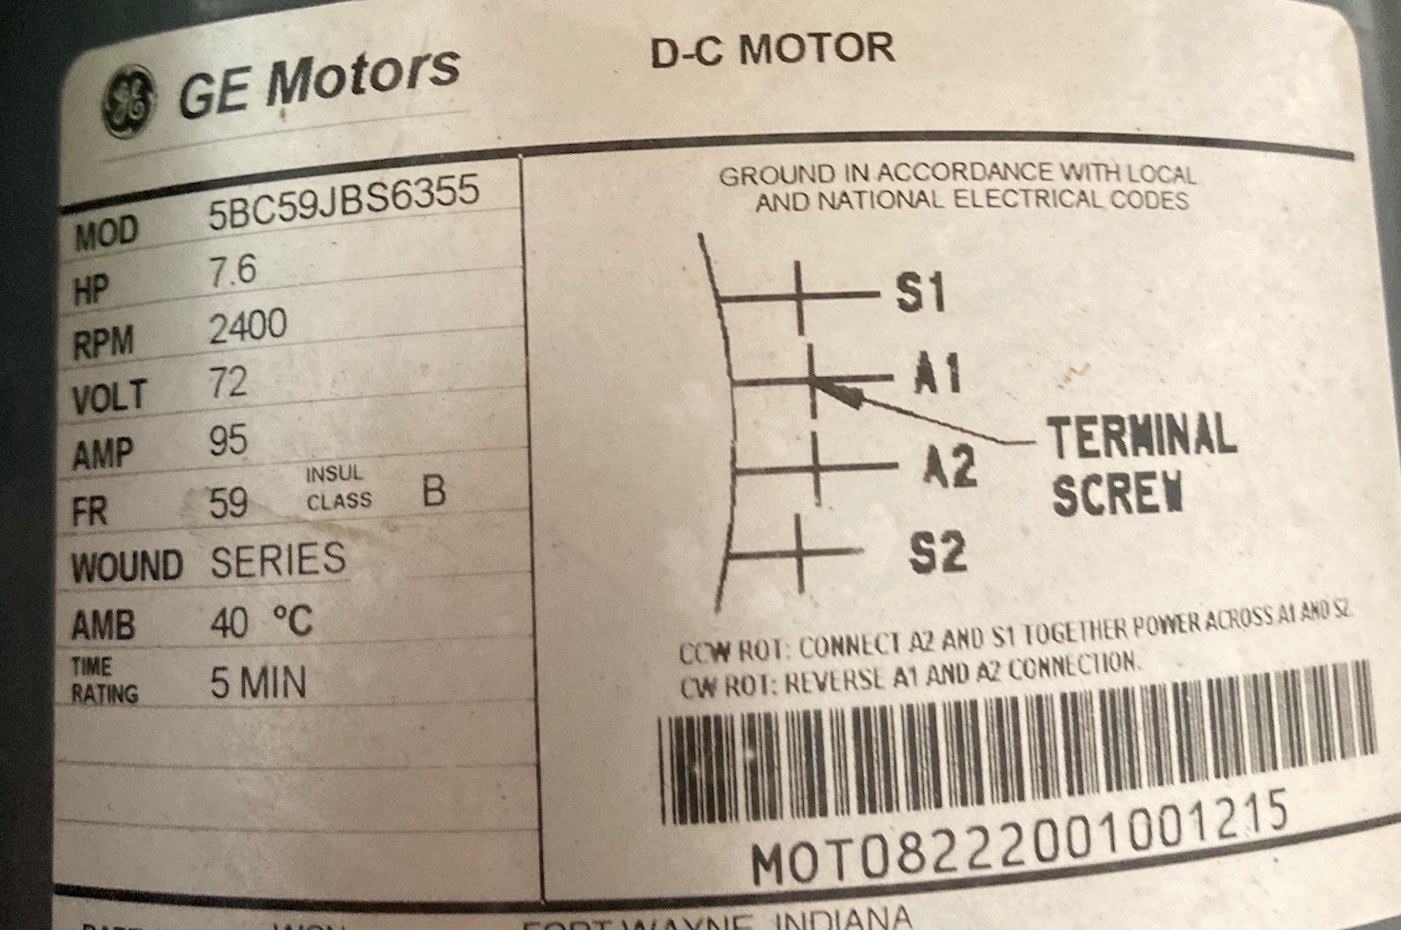 GE Motors
D-C MOTOR
MOD 5BC59JBS6355
HP 7.6
RPM 2400
VOLT 72
AMP 95
FR 59 INSUL CLASS B
WOUND SERIES
AMB 40 °C
TIME RATING 5 MIN
GROUND IN ACCORDANCE WITH LOCAL
AND NATIONAL ELECTRICAL CODES
S1
A1
A2
S2
TERMINAL
SCREW
CCW ROT: CONNECT A2 AND S1 TOGETHER POWER ACROSS A1 AND S2.
CW ROT: REVERSE A1 AND A2 CONNECTION.
MOT08222001001215
FORT WAYNE, INDIANA